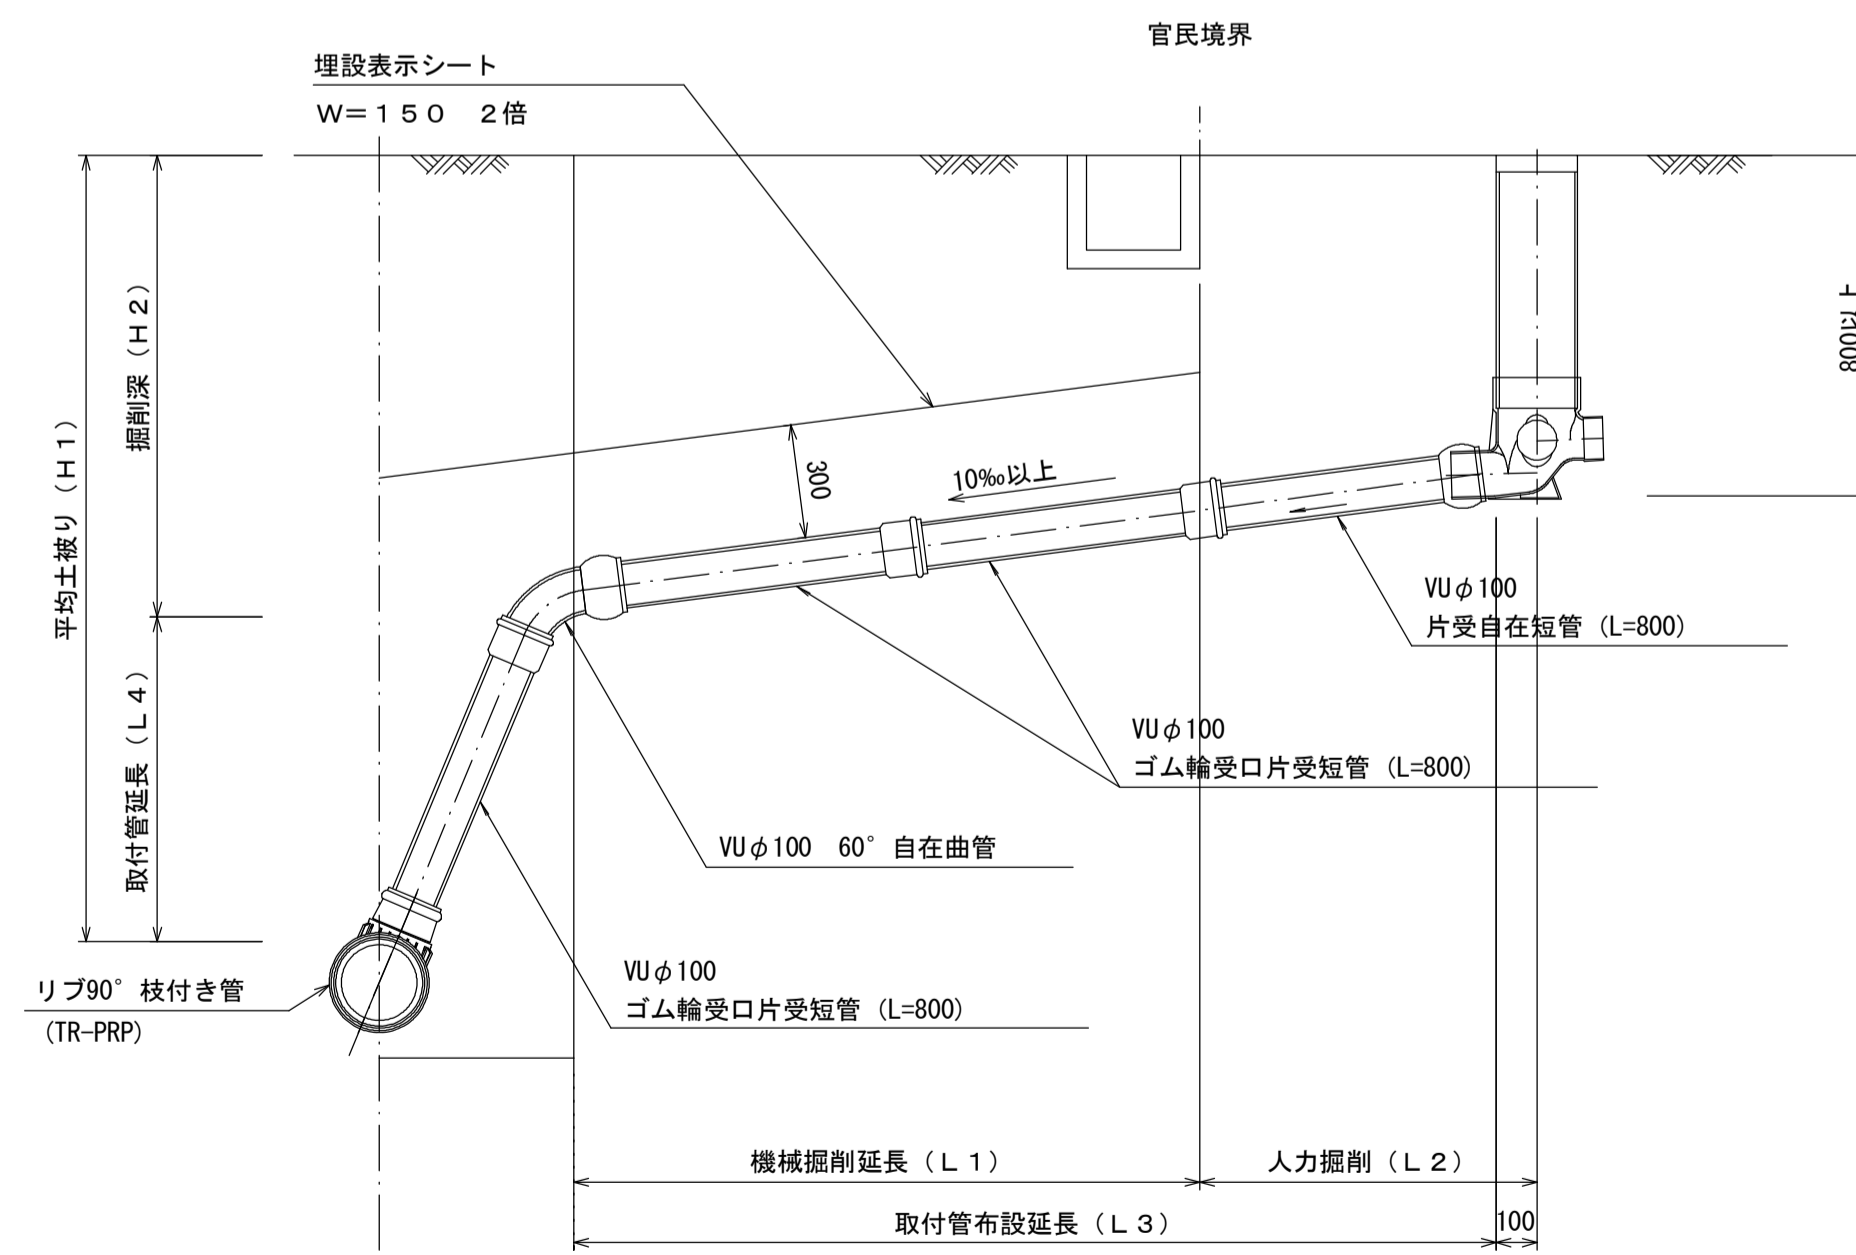 官民境界
埋設表示シート
W=150 2倍
平均土被り(H1)
掘削深(H2)
取付管延長(L4)
800以上
300
10‰以上
VUφ100
片受自在短管 (L=800)
VUφ100
ゴム輪受口片受短管 (L=800)
VUφ100 60°自在曲管
VUφ100
ゴム輪受口片受短管 (L=800)
リブ90°枝付き管
(TR-PRP)
機械掘削延長(L1)
人力掘削(L2)
取付管布設延長(L3)
100